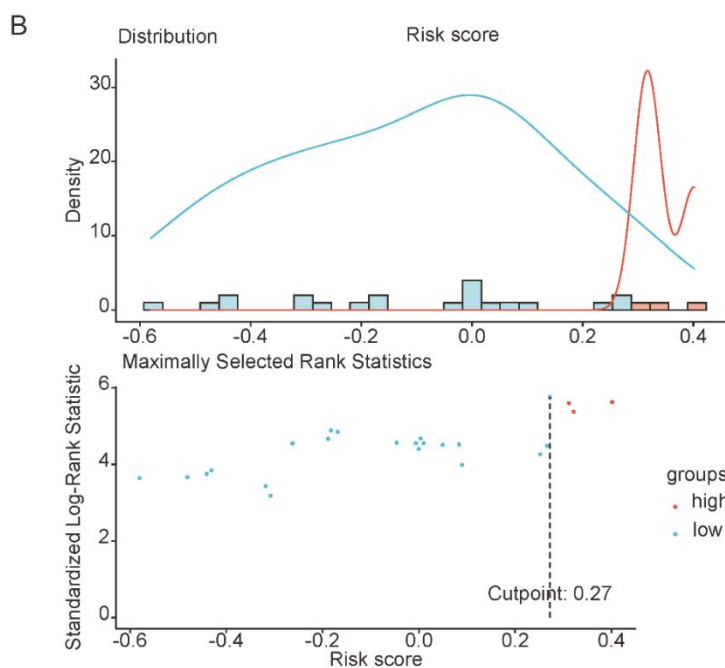 B
Distribution
Risk score
Density
30
20
10
0
-0.6
-0.4
-0.2
0.0
0.2
0.4
Maximally Selected Rank Statistics
Standardized Log-Rank Statistic
6
4
2
0
groups
high
low
Cutpoint: 0.27
-0.6
-0.4
-0.2
0.0
0.2
0.4
Risk score